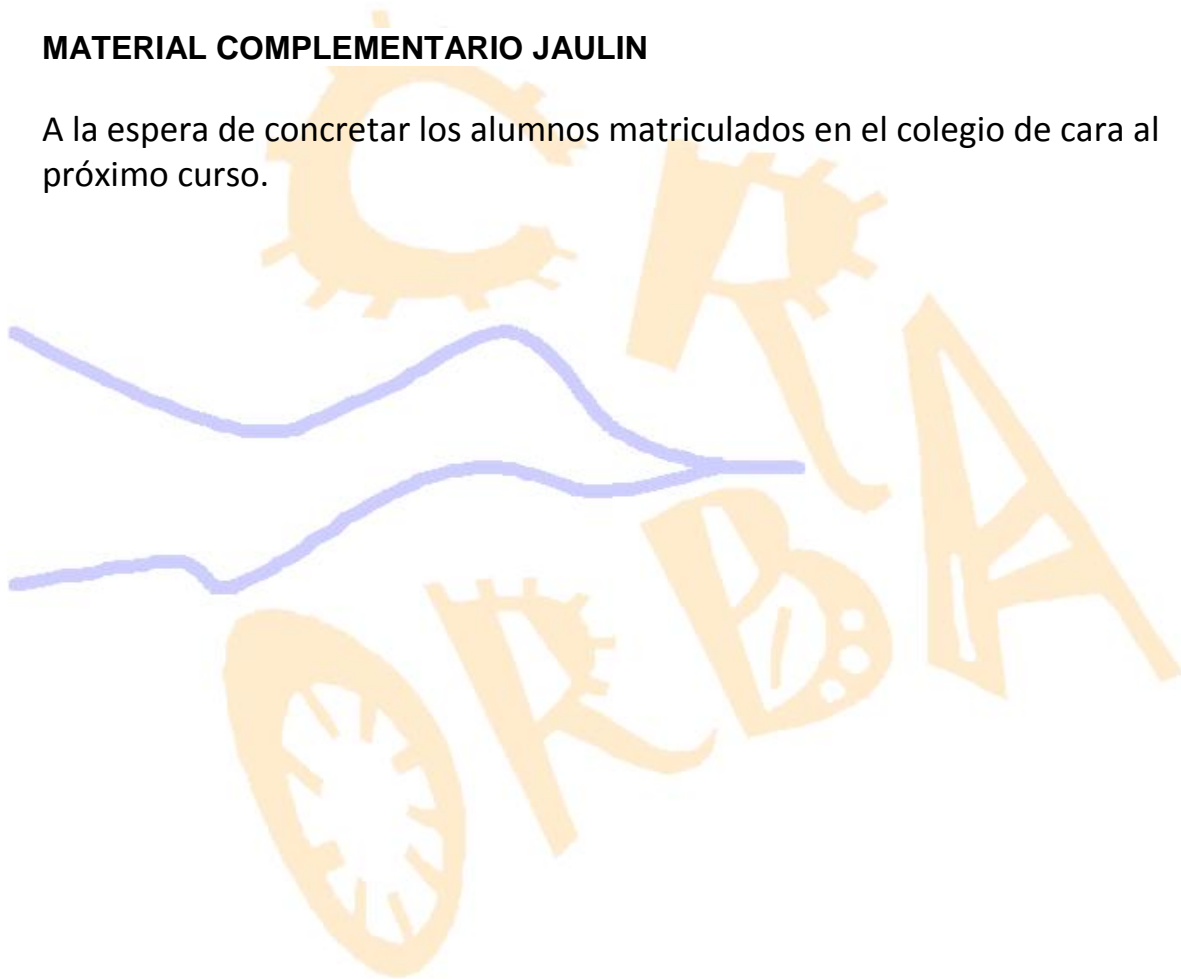 MATERIAL COMPLEMENTARIO JAULIN
A la espera de concretar los alumnos matriculados en el colegio de cara al
próximo curso.
CRA
ORBA